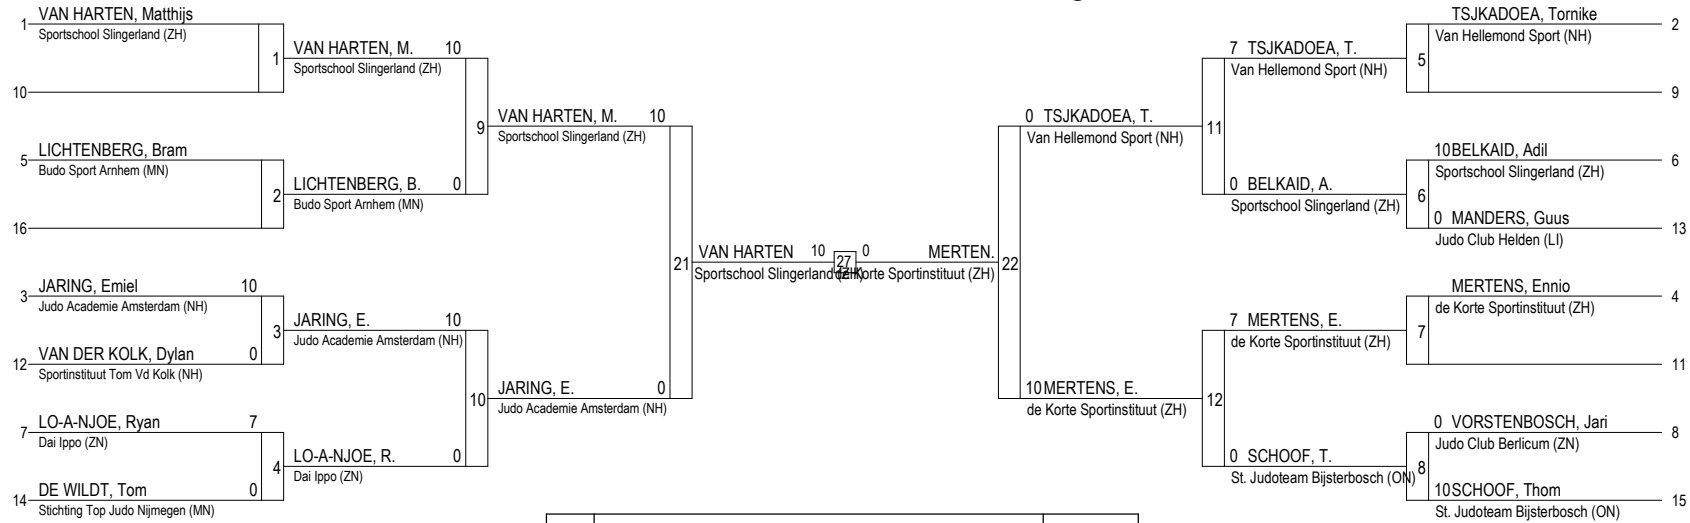 1 VAN HARTEN, Matthijs
Sportschool Slingerland (ZH)
10
1
5 LICHTENBERG, Bram
Budo Sport Arnhem (MN)
16
2
3 JARING, Emiel 10
Judo Academie Amsterdam (NH)
12 VAN DER KOLK, Dylan 0
Sportinstituut Tom Vd Kolk (NH)
3
7 LO-A-NJOE, Ryan 7
Dai Ippo (ZN)
14 DE WILDT, Tom 0
Stichting Top Judo Nijmegen (MN)
4
VAN HARTEN, M. 10
Sportschool Slingerland (ZH)
LICHTENBERG, B. 0
Budo Sport Arnhem (MN)
9
JARING, E. 10
Judo Academie Amsterdam (NH)
LO-A-NJOE, R. 0
Dai Ippo (ZN)
10
VAN HARTEN, M. 10
Sportschool Slingerland (ZH)
JARING, E. 0
Judo Academie Amsterdam (NH)
21
VAN HARTEN 10
Sportschool Slingerland (ZH)
27
0 MERTEN.
de Korte Sportinstituut (ZH)
22
0 TSJKADOEA, T.
Van Hellemond Sport (NH)
10 MERTENS, E.
de Korte Sportinstituut (ZH)
11
7 TSJKADOEA, T.
Van Hellemond Sport (NH)
0 BELKAID, A.
Sportschool Slingerland (ZH)
12
7 MERTENS, E.
de Korte Sportinstituut (ZH)
0 SCHOOF, T.
St. Judoteam Bijsterbosch (ON)
5
TSJKADOEA, Tornike 2
Van Hellemond Sport (NH)
9
6
10 BELKAID, Adil 6
Sportschool Slingerland (ZH)
0 MANDERS, Guus 13
Judo Club Helden (LI)
7
MERTENS, Ennio 4
de Korte Sportinstituut (ZH)
11
8
0 VORSTENBOSCH, Jari 8
Judo Club Berlicum (ZN)
10 SCHOOF, Thom 15
St. Judoteam Bijsterbosch (ON)